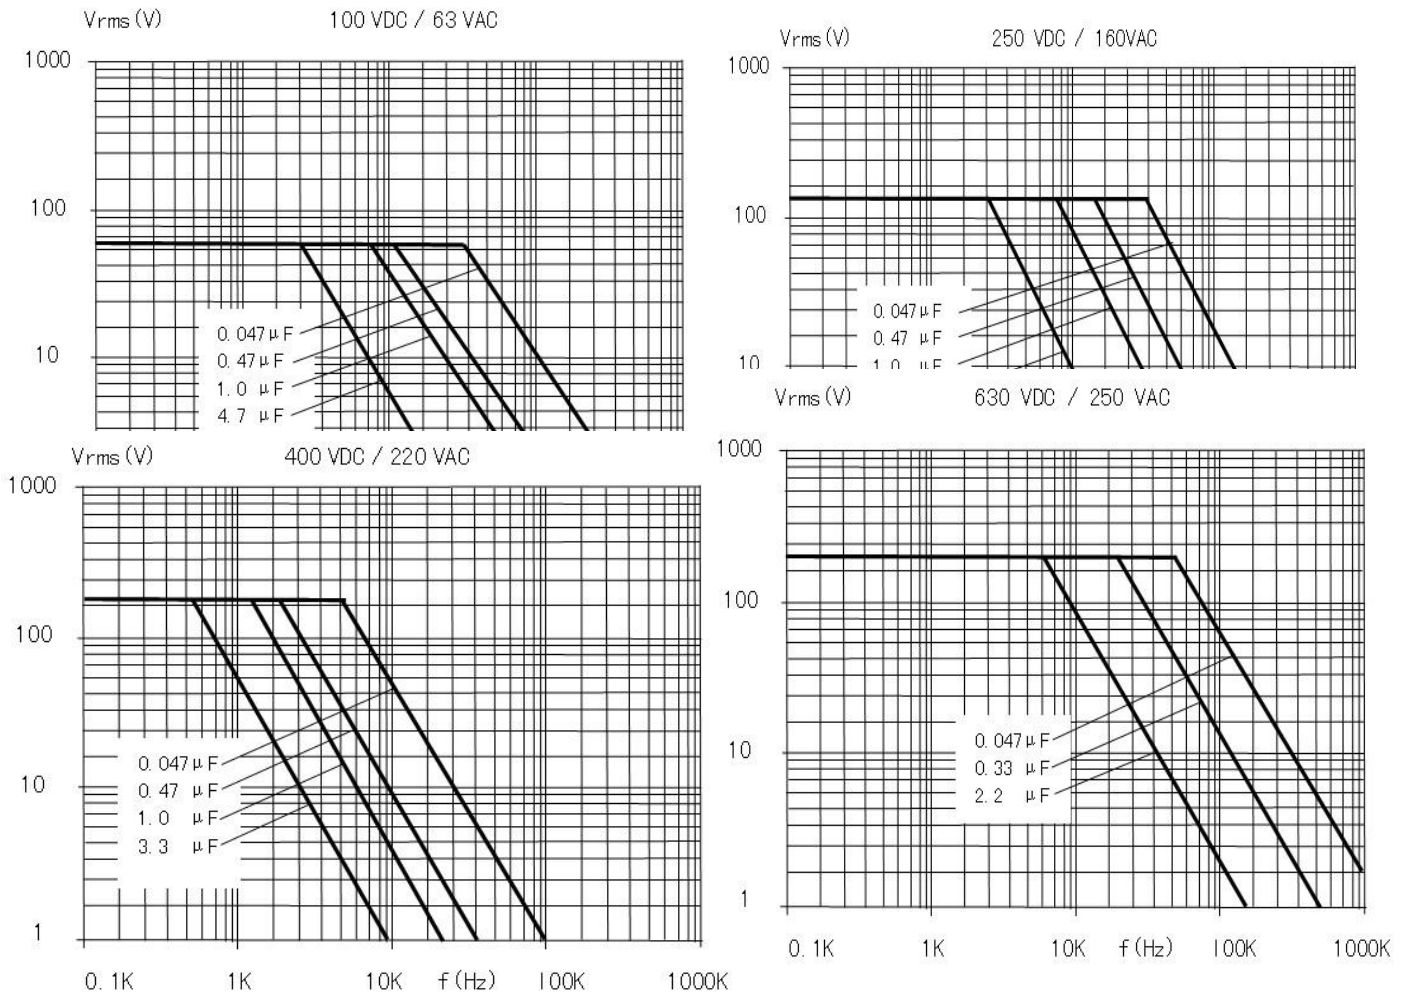 Vrms(V)
100 VDC / 63 VAC
1000
100
10
0.047μF
0.47μF
1.0 μF
4.7 μF
Vrms(V)
250 VDC / 160VAC
1000
100
10
0.047μF
0.47 μF
1.0 μF
Vrms(V)
400 VDC / 220 VAC
1000
100
10
1
0.047μF
0.47 μF
1.0 μF
3.3 μF
0.1K
1K
10K
f(Hz)
100K
1000K
Vrms(V)
630 VDC / 250 VAC
1000
100
10
1
0.047μF
0.33 μF
2.2 μF
0.1K
1K
10K
f(Hz)
100K
1000K